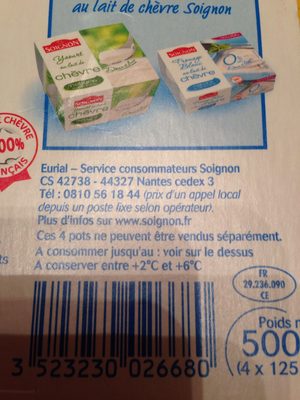 au lait de chèvre Soignon
SOIGNON
Yaourt
au lait de
chèvre
SOIGNON
Fromage
Blanc
au lait de
chèvre
0%
E CHÈVRE
100%
FRANÇAIS
Eurial – Service consommateurs Soignon
CS 42738 - 44327 Nantes cedex 3
Tél : 0810 56 18 44 (prix d'un appel local
depuis un poste fixe selon opérateur).
Plus d'infos sur www.soignon.fr
Ces 4 pots ne peuvent être vendus séparément.
A consommer jusqu'au : voir sur le dessus
A conserver entre +2°C et +6°C
ts
FR
29.236.090
CE
Poids n
500
(4 x 125
3 523230 026680